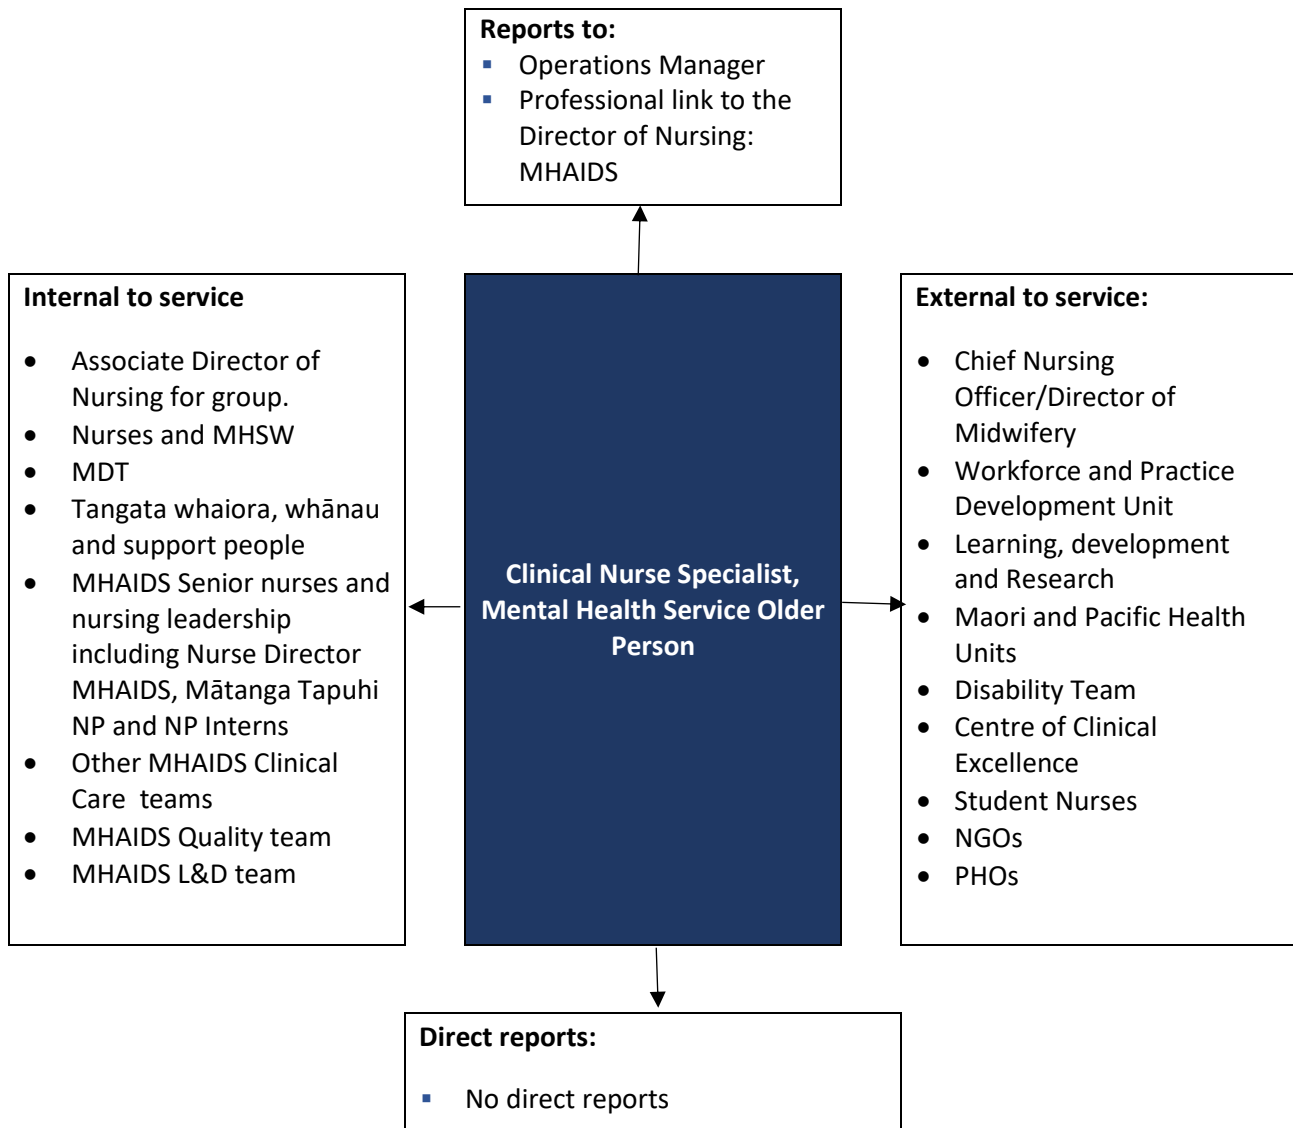 Reports to:
▪ Operations Manager
▪ Professional link to the
Director of Nursing:
MHAIDS
Internal to service
• Associate Director of
Nursing for group.
• Nurses and MHSW
• MDT
• Tangata whaiora, whānau
and support people
• MHAIDS Senior nurses and
nursing leadership
including Nurse Director
MHAIDS, Mātanga Tapuhi
NP and NP Interns
• Other MHAIDS Clinical
Care teams
• MHAIDS Quality team
• MHAIDS L&D team
Clinical Nurse Specialist,
Mental Health Service Older
Person
External to service:
• Chief Nursing
Officer/Director of
Midwifery
• Workforce and Practice
Development Unit
• Learning, development
and Research
• Maori and Pacific Health
Units
• Disability Team
• Centre of Clinical
Excellence
• Student Nurses
• NGOs
• PHOs
Direct reports:
▪ No direct reports